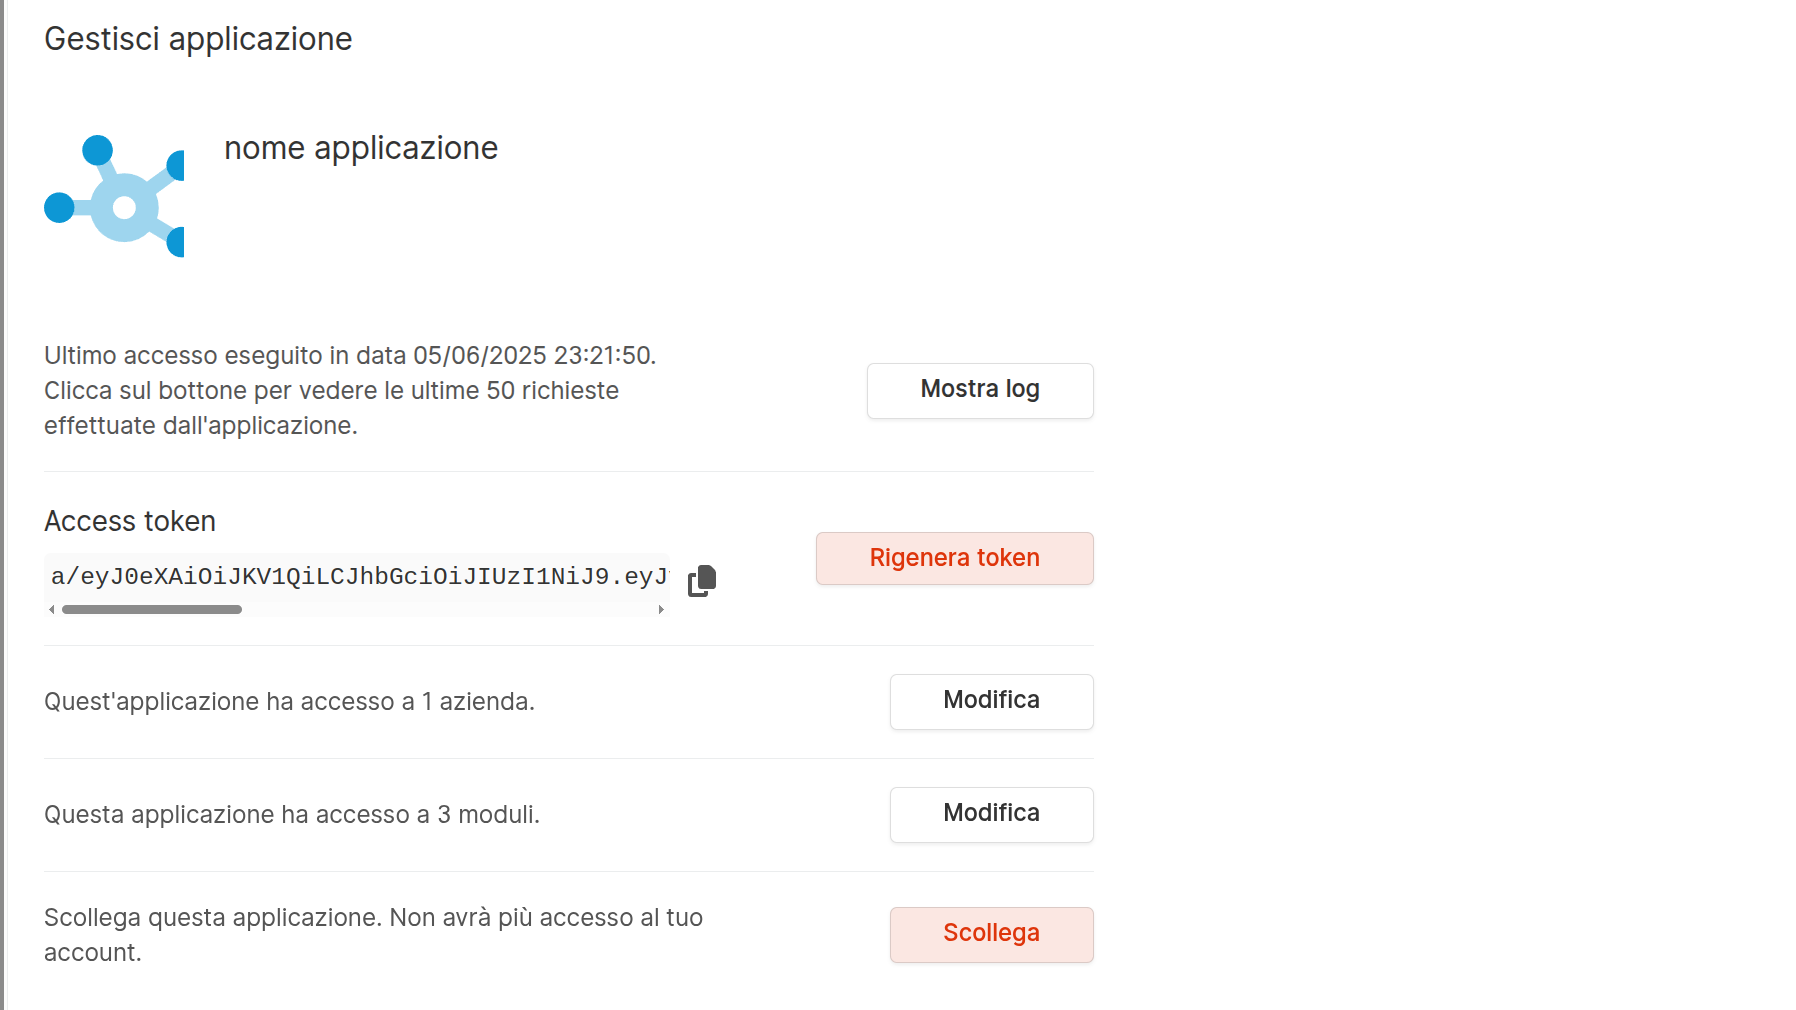 Gestisci applicazione
nome applicazione
Ultimo accesso eseguito in data 05/06/2025 23:21:50.
Clicca sul bottone per vedere le ultime 50 richieste
effettuate dall'applicazione.
Mostra log
Access token
a/eyJ0eXAiOiJKV1QiLCJhbGciOiJIUzI1NiJ9.eyJ
Rigenera token
Quest'applicazione ha accesso a 1 azienda.
Modifica
Questa applicazione ha accesso a 3 moduli.
Modifica
Scollega questa applicazione. Non avrà più accesso al tuo
account.
Scollega